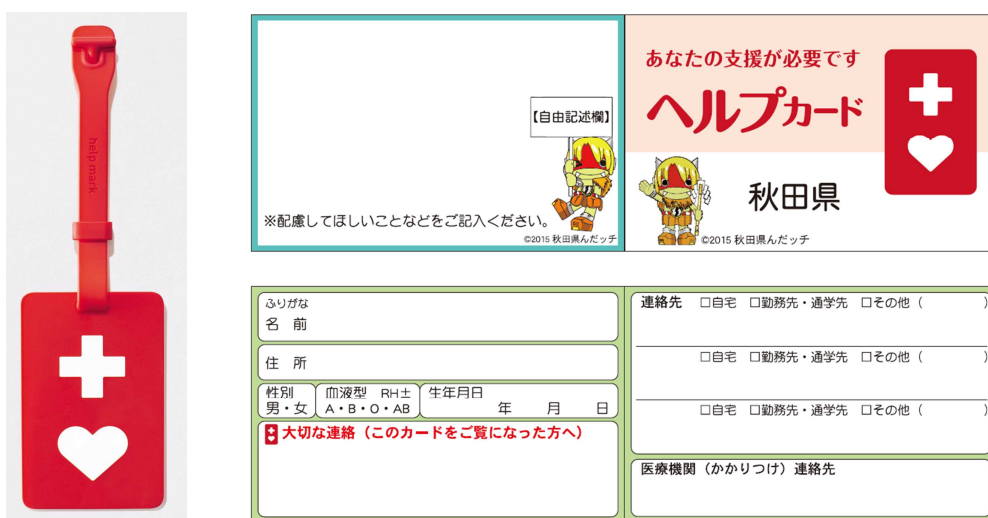 help mark
【自由記述欄】
※配慮してほしいことなどをご記入ください。
©2015 秋田県んだッチ
あなたの支援が必要です
ヘルプカード
秋田県
©2015 秋田県んだッチ
ふりがな
名 前
住 所
性別
男・女
血液型 RH±
A・B・O・AB
生年月日
年 月 日
大切な連絡（このカードをご覧になった方へ）
連絡先 □自宅 □勤務先・通学先 □その他（ ）
□自宅 □勤務先・通学先 □その他（ ）
□自宅 □勤務先・通学先 □その他（ ）
医療機関（かかりつけ）連絡先